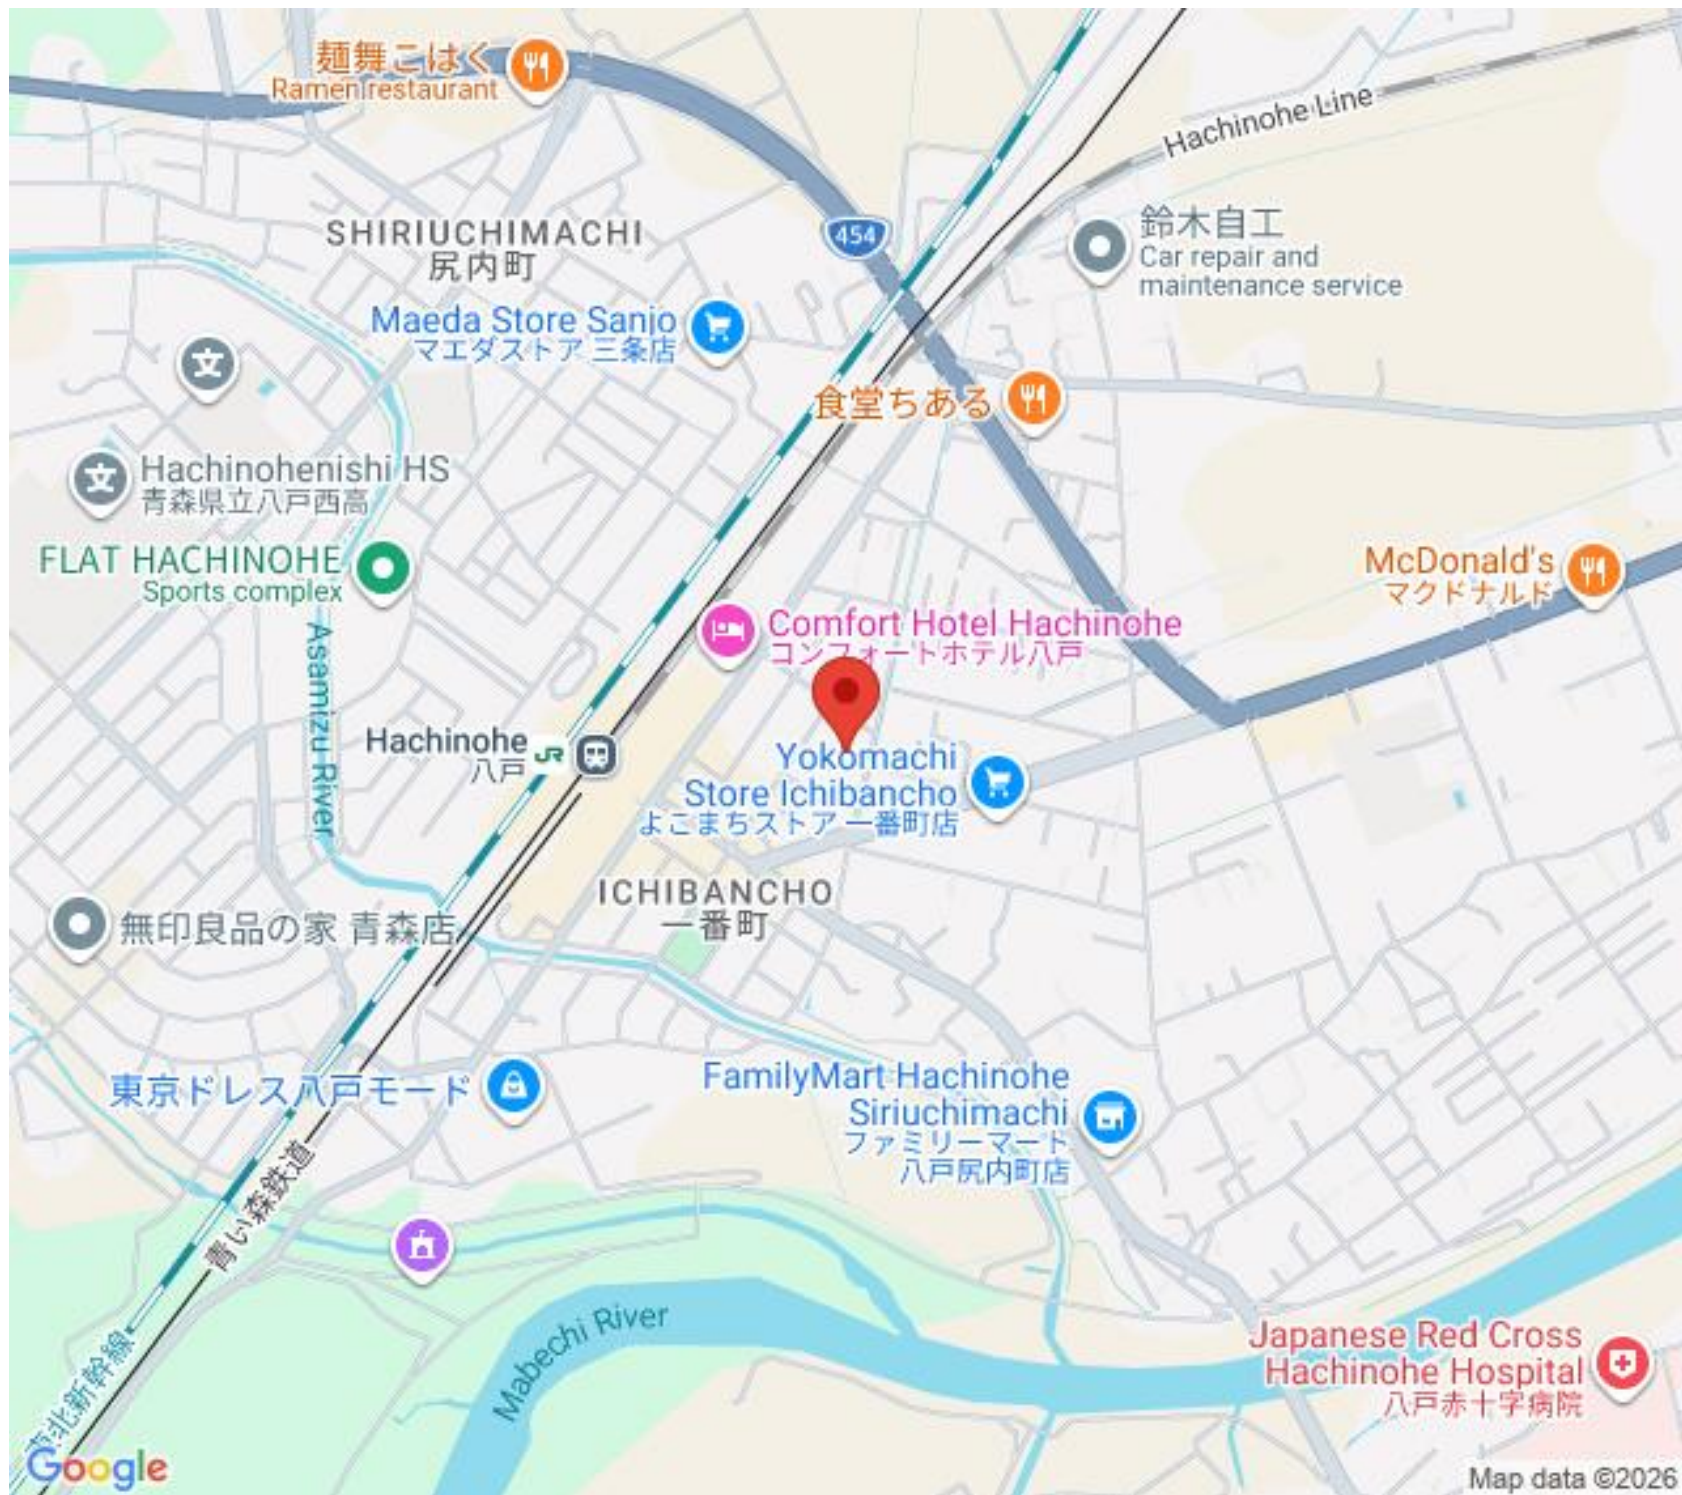 麺舞こはく
Ramen restaurant
Hachinohe Line
454
鈴木自工
Car repair and
maintenance service
SHIRIUCHIMACHI
尻内町
Maeda Store Sanjo
マエダストア 三条店
食堂ちある
Hachinohenishi HS
青森県立八戸西高
FLAT HACHINOHE
Sports complex
McDonald's
マクドナルド
Comfort Hotel Hachinohe
コンフォートホテル八戸
Asamizu River
Hachinohe
八戸
JR
Yokomachi
Store Ichibancho
よこまちストア 一番町店
ICHIBANCHO
一番町
無印良品の家 青森店
東京ドレス八戸モード
FamilyMart Hachinohe
Siriuchimachi
ファミリーマート
八戸尻内町店
青い森鉄道
Mabechi River
Japanese Red Cross
Hachinohe Hospital
八戸赤十字病院
東北新幹線
Google
Map data ©2026